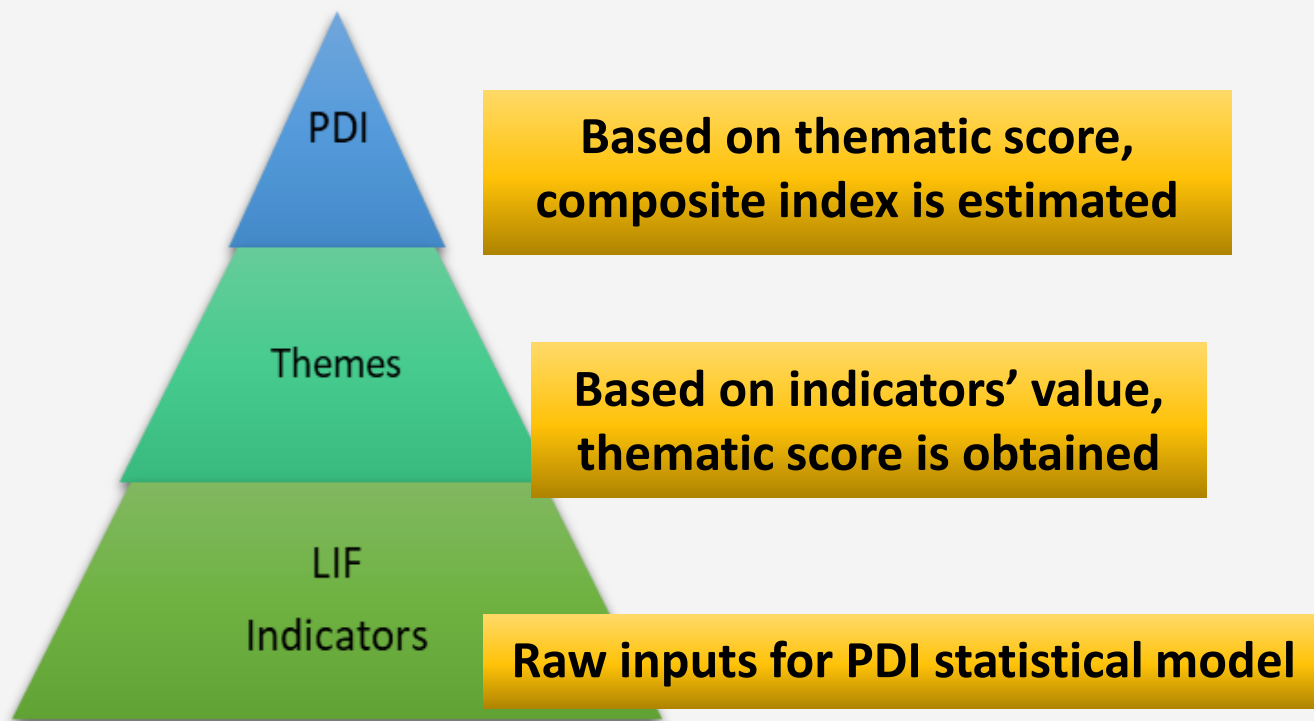 PDI
Based on thematic score,
composite index is estimated
Themes
Based on indicators’ value,
thematic score is obtained
LIF
Indicators
Raw inputs for PDI statistical model